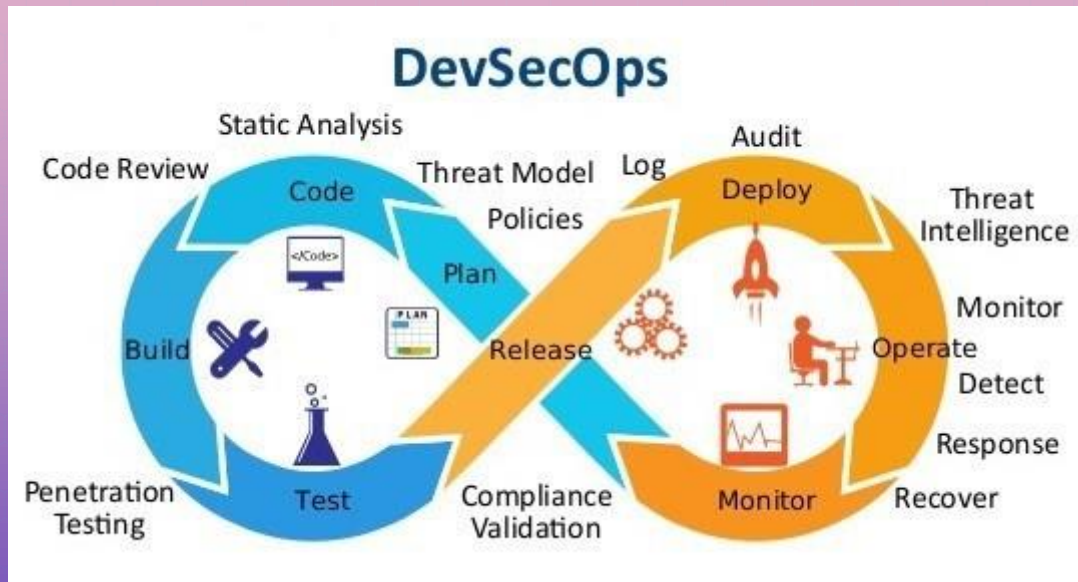 DevSecOps
Static Analysis
Code Review
Code
Threat Model
Policies
Plan
Log
Audit
Deploy
Threat
Intelligence
</Code>
PLAN
Build
Release
Monitor
Operate
Detect
Response
Recover
Penetration
Testing
Test
Compliance
Validation
Monitor